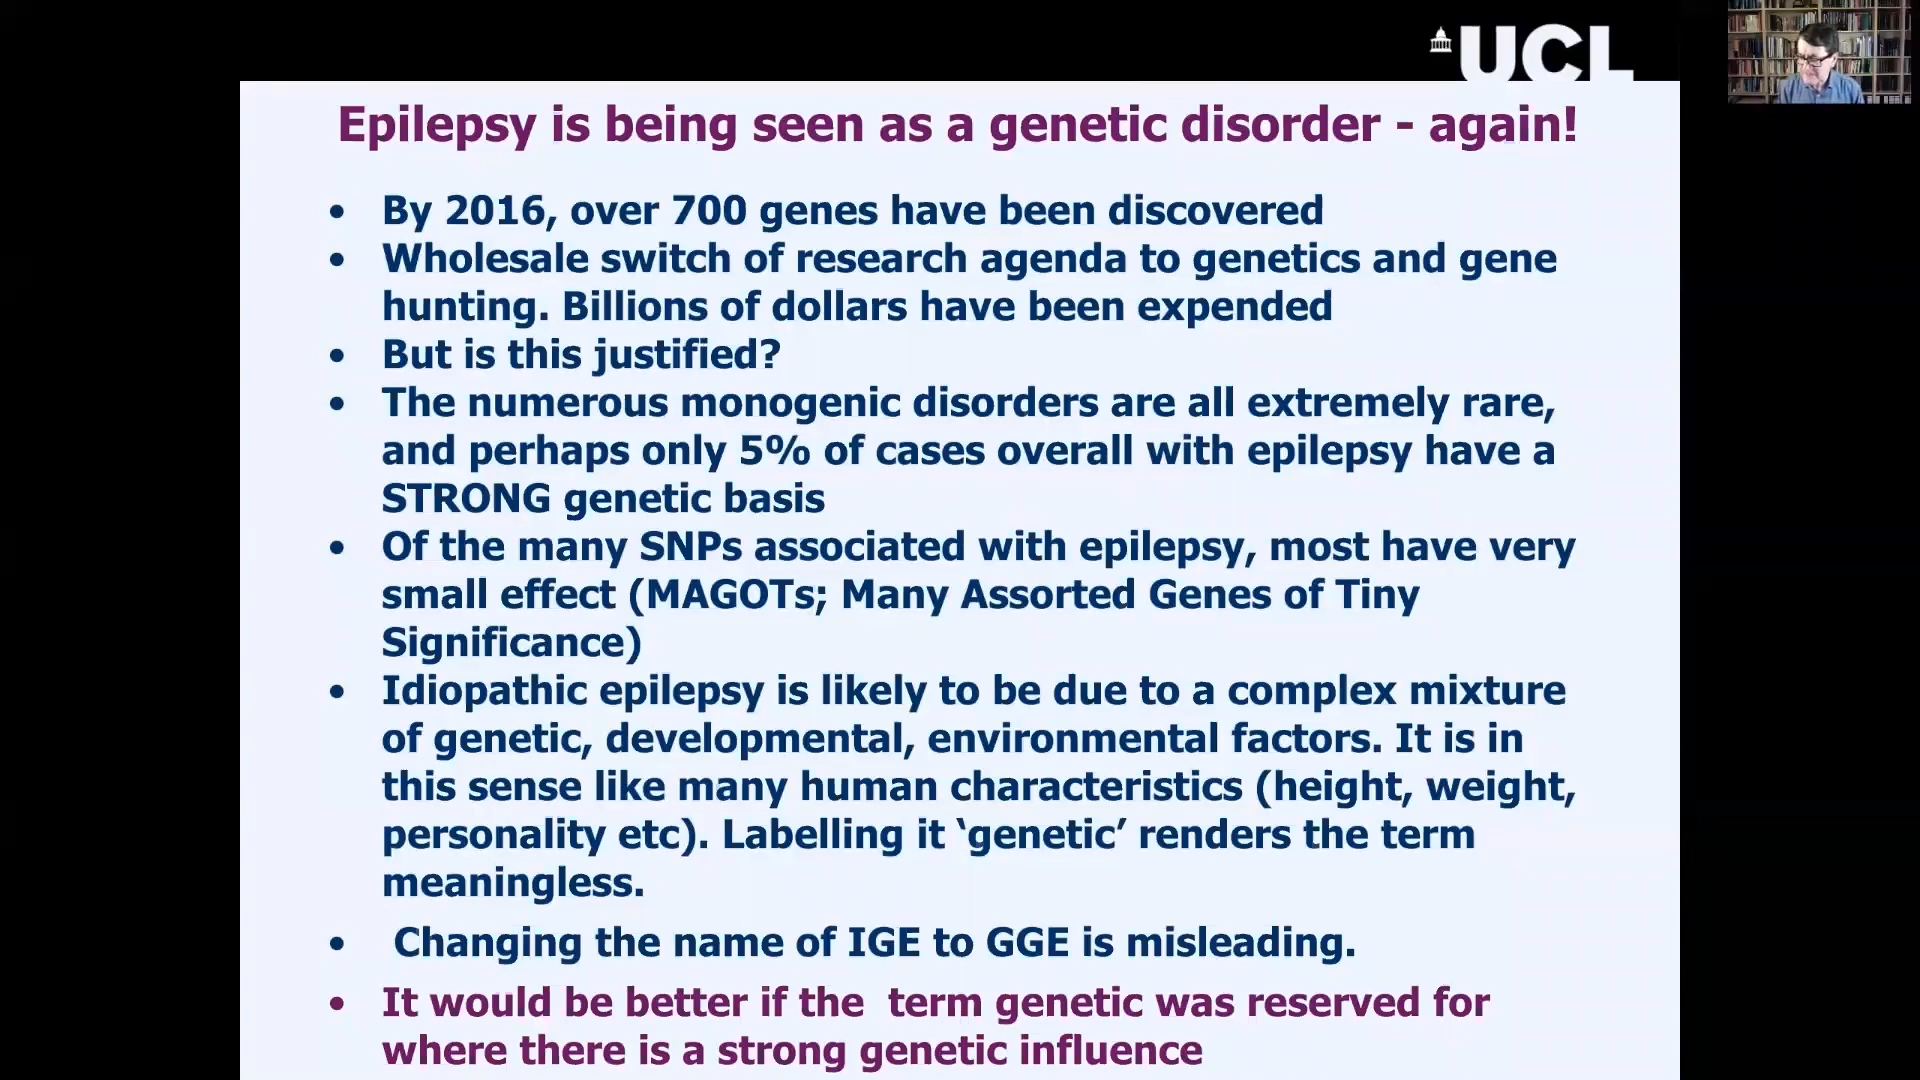 UCL
Epilepsy is being seen as a genetic disorder - again!
• By 2016, over 700 genes have been discovered
• Wholesale switch of research agenda to genetics and gene
hunting. Billions of dollars have been expended
• But is this justified?
• The numerous monogenic disorders are all extremely rare,
and perhaps only 5% of cases overall with epilepsy have a
STRONG genetic basis
• Of the many SNPs associated with epilepsy, most have very
small effect (MAGOTs; Many Assorted Genes of Tiny
Significance)
• Idiopathic epilepsy is likely to be due to a complex mixture
of genetic, developmental, environmental factors. It is in
this sense like many human characteristics (height, weight,
personality etc). Labelling it ‘genetic’ renders the term
meaningless.
• Changing the name of IGE to GGE is misleading.
• It would be better if the term genetic was reserved for
where there is a strong genetic influence